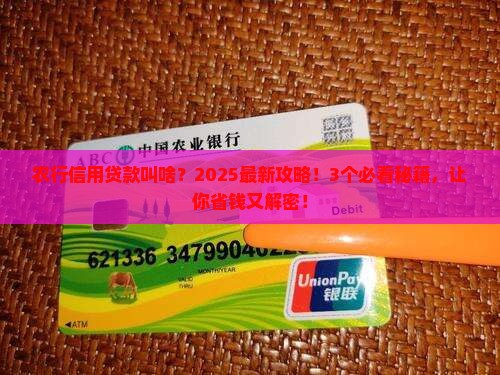 ABC 中国农业银行
农行信用贷款叫啥？2025最新攻略！3个必看秘籍，让
你省钱又解密！
Debit
621336 3479904
MONTH/YEAR
VALID
THRU
UnionPay
银联
◀ATM